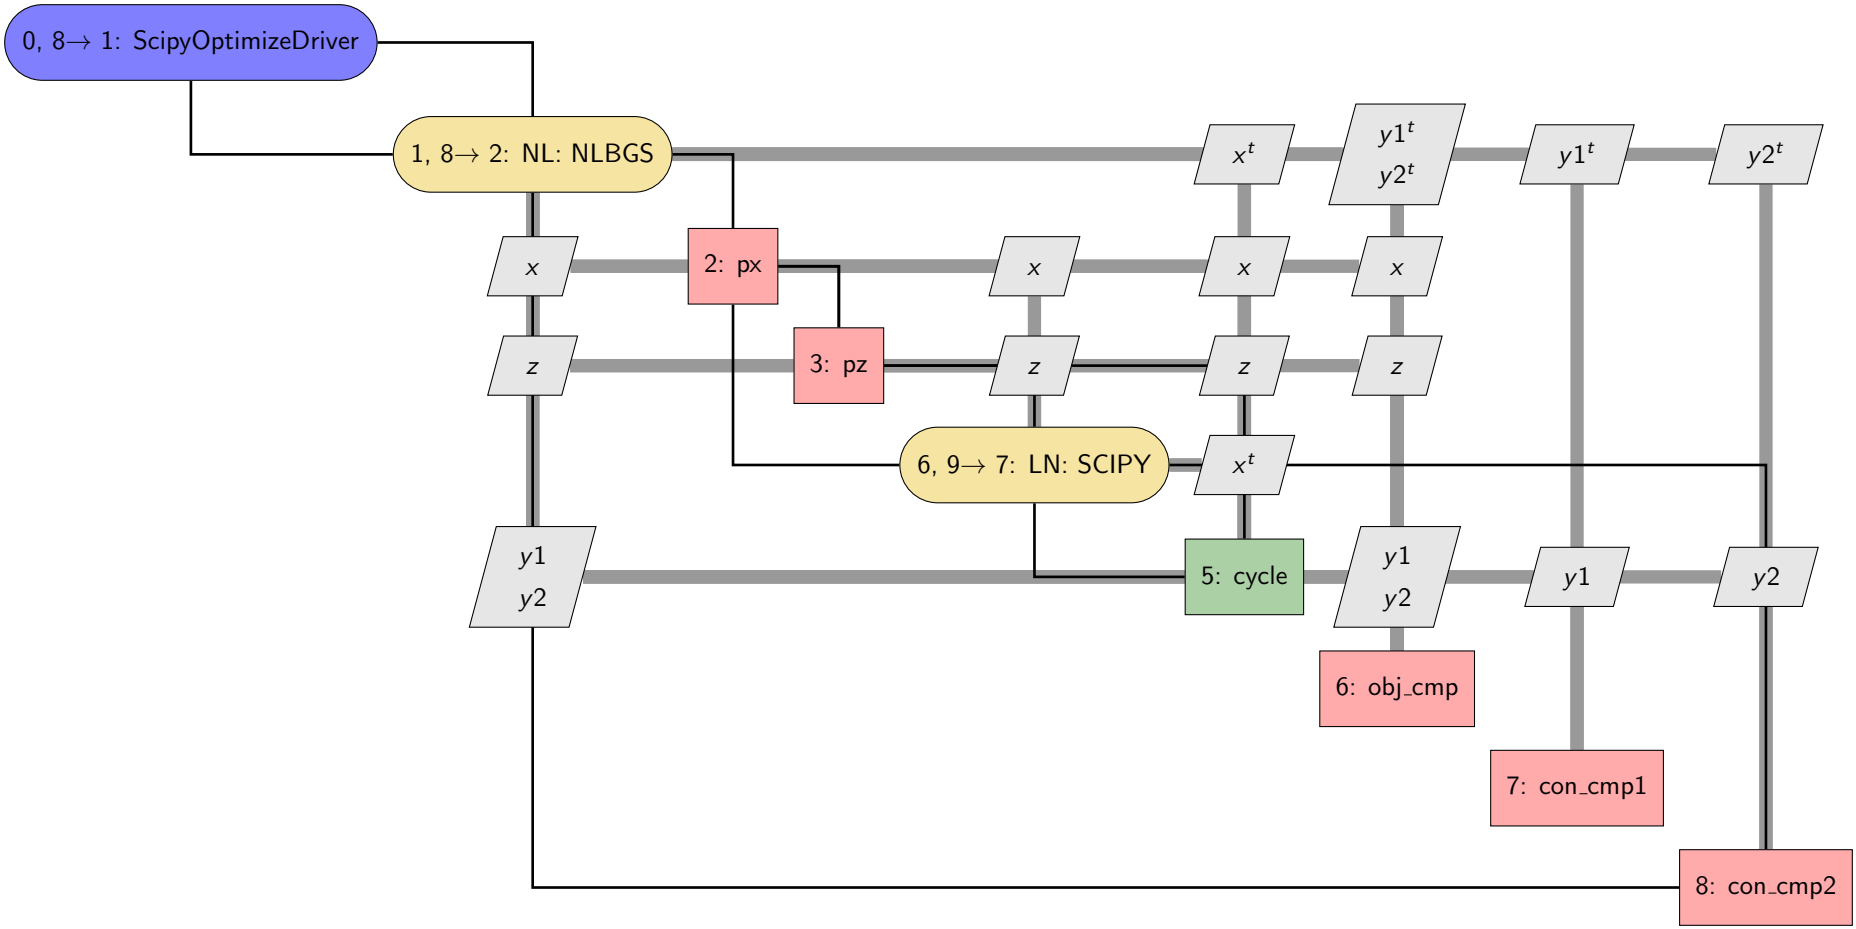 0, 8→ 1: ScipyOptimizeDriver
1, 8→ 2: NL: NLBGS
x^t
y1^t
y2^t
y1^t
y2^t
x
2: px
x
x
x
z
3: pz
z
z
z
6, 9→ 7: LN: SCIPY
x^t
y1
y2
5: cycle
y1
y2
y1
y2
6: obj_cmp
7: con_cmp1
8: con_cmp2